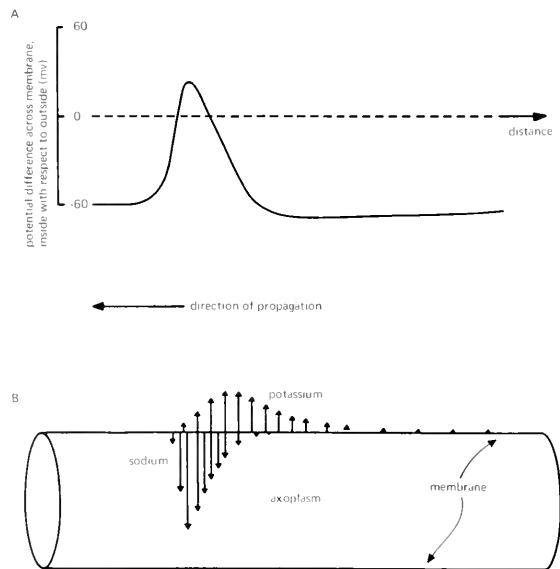 A
potential difference across membrane,
inside with respect to outside (mv)
60
0
-60
distance
direction of propagation
B
potassium
sodium
axoplasm
membrane